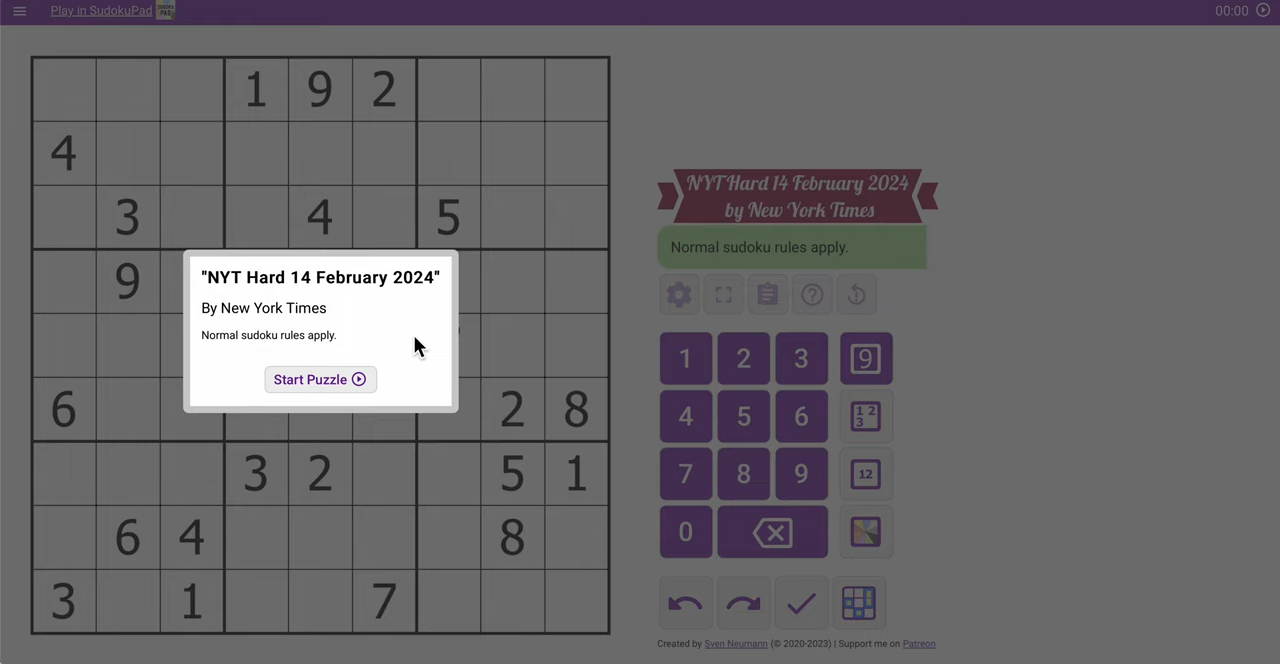 Play in SudokuPad
00:00
1 9 2
4
3 4 5
9
6 2 8
3 2 5 1
6 4 8
3 1 7
"NYT Hard 14 February 2024"
By New York Times
Normal sudoku rules apply.
Start Puzzle
NYT Hard 14 February 2024
by New York Times
Normal sudoku rules apply.
1 2 3 9
4 5 6 1 2 3
7 8 9 12
0
Created by Sven Neumann (© 2020-2023) | Support me on Patreon